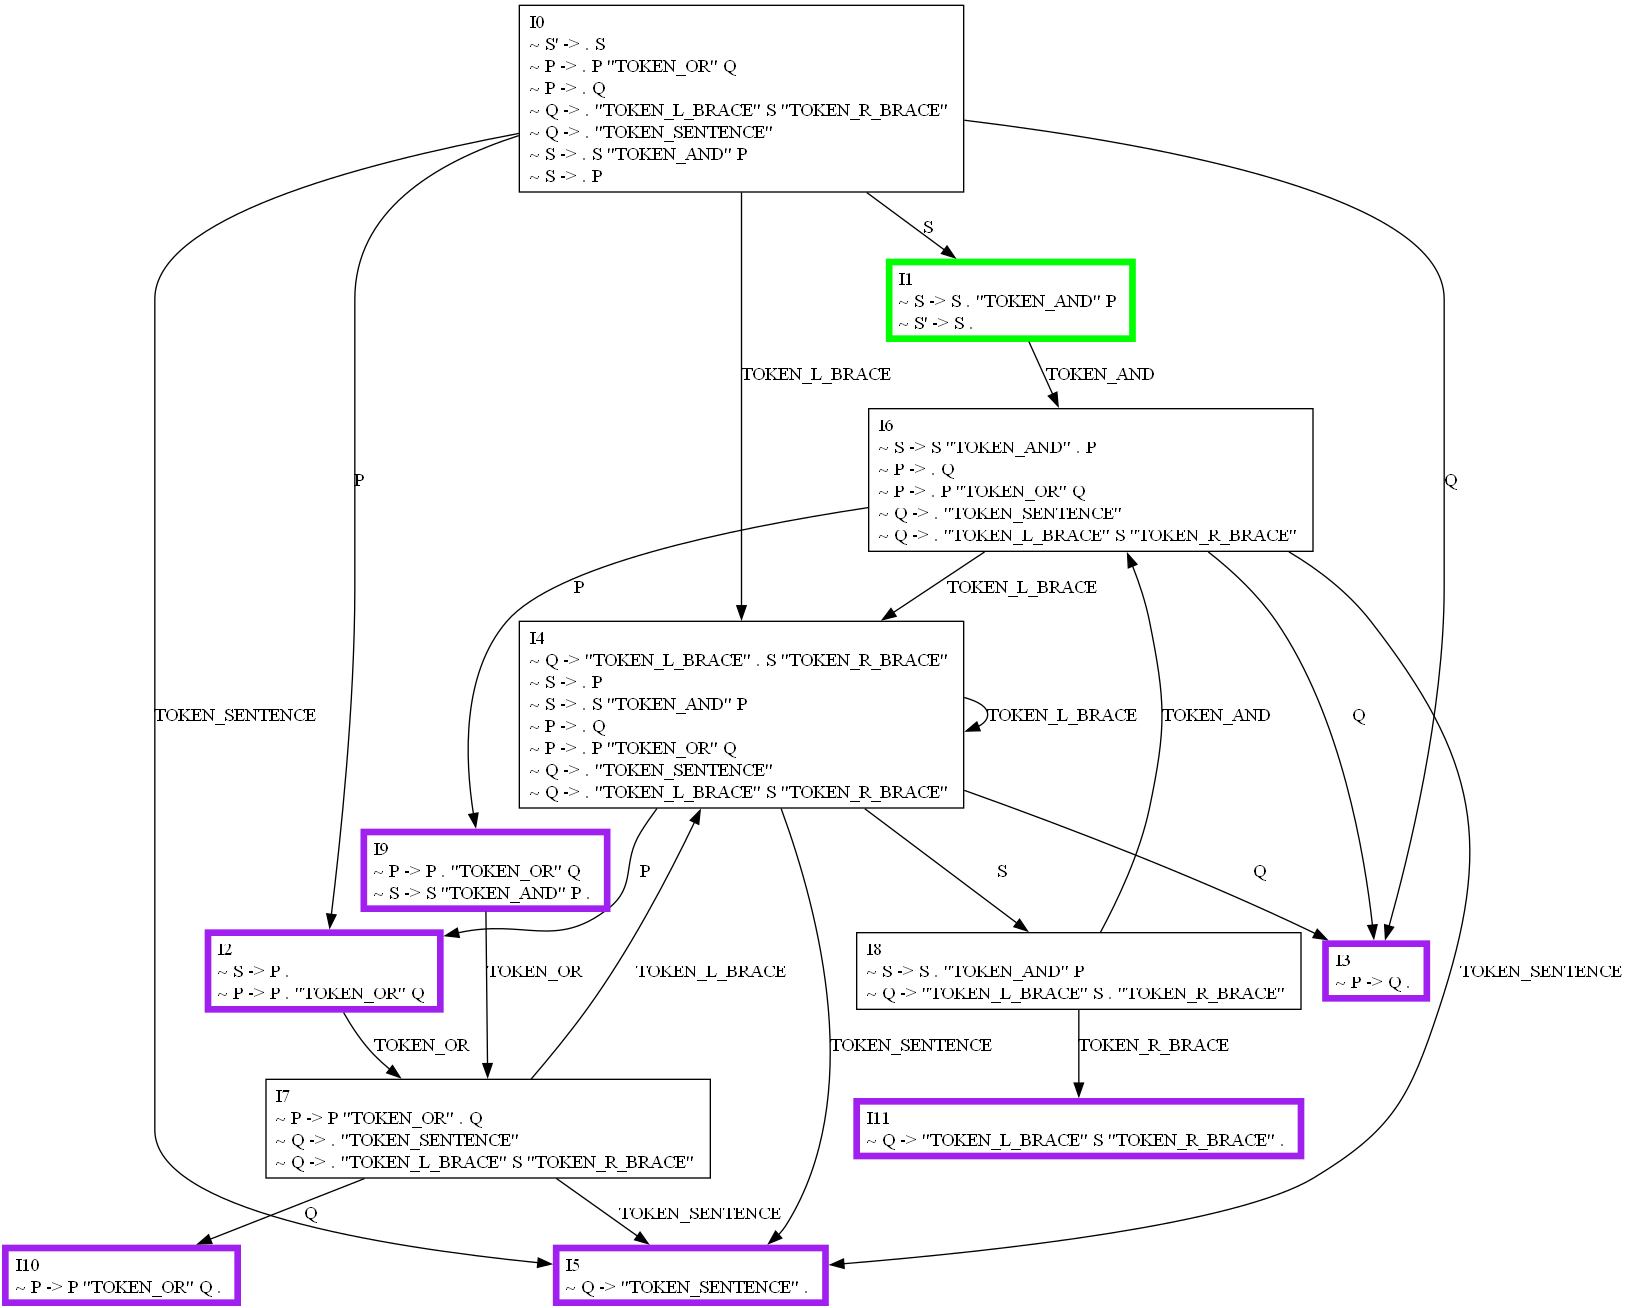 I0
~ S' -> . S
~ P -> . P "TOKEN_OR" Q
~ P -> . Q
~ Q -> . "TOKEN_L_BRACE" S "TOKEN_R_BRACE"
~ Q -> . "TOKEN_SENTENCE"
~ S -> . S "TOKEN_AND" P
~ S -> . P
S
I1
~ S -> S . "TOKEN_AND" P
~ S' -> S .
TOKEN_L_BRACE
TOKEN_AND
I6
~ S -> S "TOKEN_AND" . P
~ P -> . Q
~ P -> . P "TOKEN_OR" Q
~ Q -> . "TOKEN_SENTENCE"
~ Q -> . "TOKEN_L_BRACE" S "TOKEN_R_BRACE"
P
Q
P
TOKEN_L_BRACE
I4
~ Q -> "TOKEN_L_BRACE" . S "TOKEN_R_BRACE"
~ S -> . P
~ S -> . S "TOKEN_AND" P
~ P -> . Q
~ P -> . P "TOKEN_OR" Q
~ Q -> . "TOKEN_SENTENCE"
~ Q -> . "TOKEN_L_BRACE" S "TOKEN_R_BRACE"
TOKEN_SENTENCE
TOKEN_L_BRACE
TOKEN_AND
Q
I9
~ P -> P . "TOKEN_OR" Q
~ S -> S "TOKEN_AND" P .
P
S
Q
I2
~ S -> P .
~ P -> P . "TOKEN_OR" Q
TOKEN_OR
TOKEN_L_BRACE
I8
~ S -> S . "TOKEN_AND" P
~ Q -> "TOKEN_L_BRACE" S . "TOKEN_R_BRACE"
I3
~ P -> Q .
TOKEN_SENTENCE
TOKEN_OR
TOKEN_SENTENCE
TOKEN_R_BRACE
I7
~ P -> P "TOKEN_OR" . Q
~ Q -> . "TOKEN_SENTENCE"
~ Q -> . "TOKEN_L_BRACE" S "TOKEN_R_BRACE"
I11
~ Q -> "TOKEN_L_BRACE" S "TOKEN_R_BRACE" .
Q
TOKEN_SENTENCE
I10
~ P -> P "TOKEN_OR" Q .
I5
~ Q -> "TOKEN_SENTENCE" .